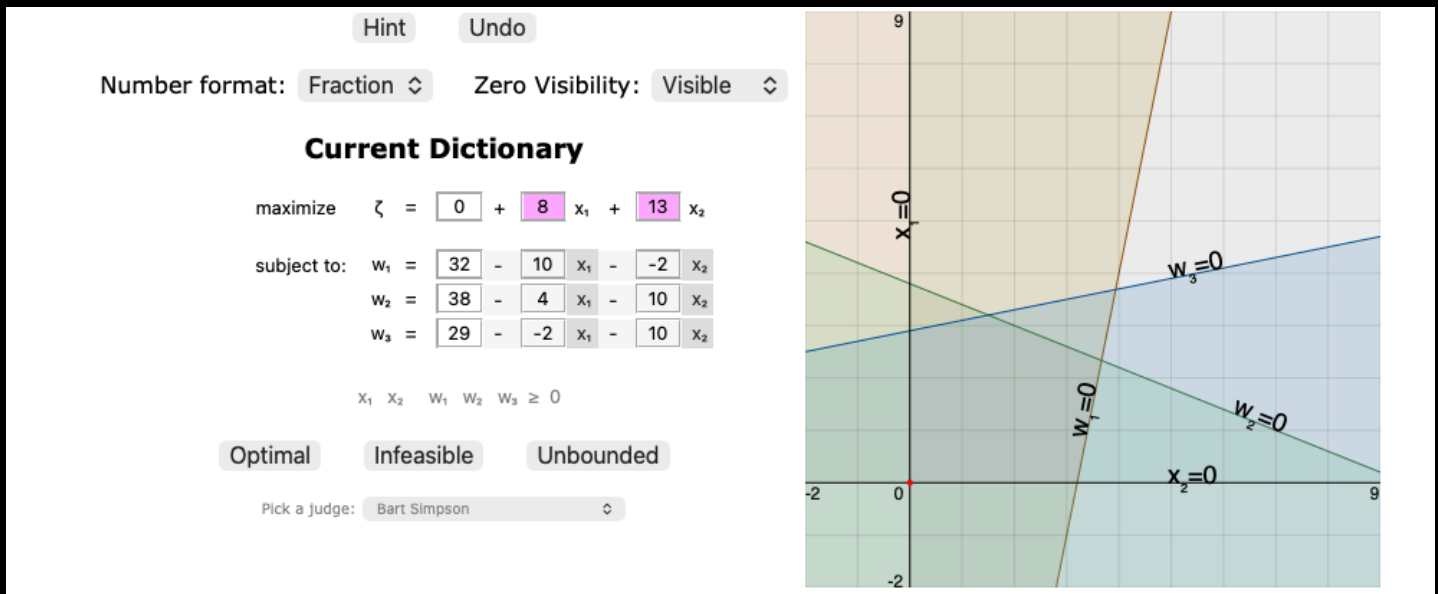 Hint Undo
Number format: Fraction Zero Visibility: Visible
Current Dictionary
maximize ζ = 0 + 8 x₁ + 13 x₂
subject to: w₁ = 32 - 10 x₁ - -2 x₂
w₂ = 38 - 4 x₁ - 10 x₂
w₃ = 29 - -2 x₁ - 10 x₂
x₁ x₂ w₁ w₂ w₃ ≥ 0
Optimal Infeasible Unbounded
Pick a judge: Bart Simpson
9
x₁=0
w₃=0
w₁=0
w₂=0
x₂=0
-2 0 9
-2